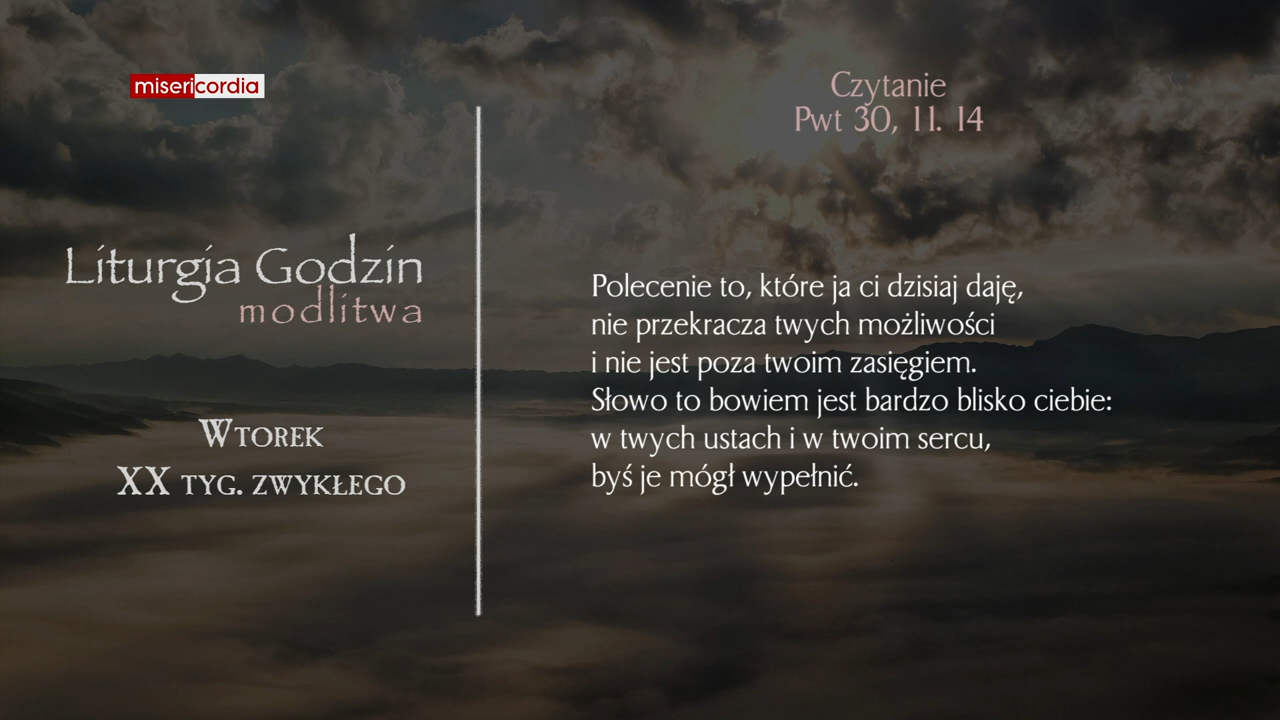 misericordia
Liturgia Godzin
modlitwa
Wtorek
XX tyg. zwykłego
Czytanie
Pwt 30, 11. 14
Polecenie to, które ja ci dzisiaj daję,
nie przekracza twych możliwości
i nie jest poza twoim zasięgiem.
Słowo to bowiem jest bardzo blisko ciebie:
w twych ustach i w twoim sercu,
byś je mógł wypełnić.